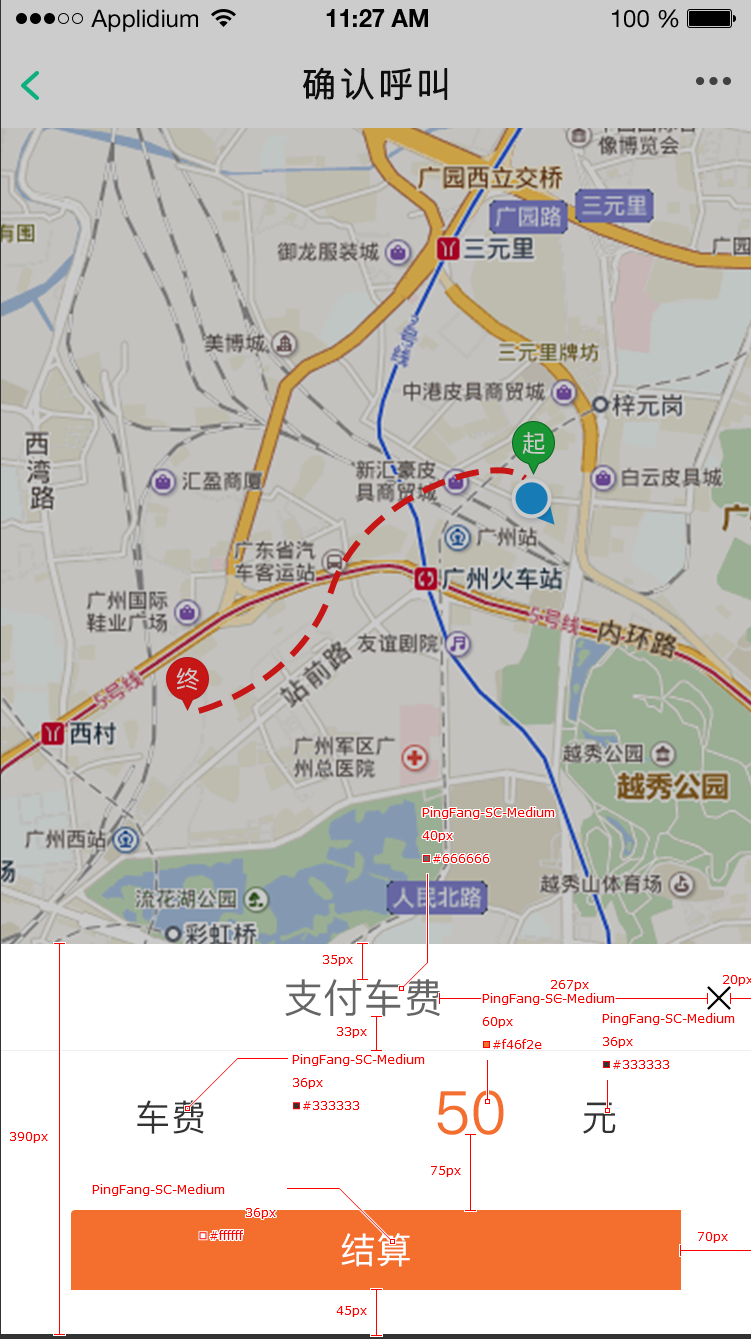 Applidium 11:27 AM 100 %
确认呼叫
像博览会
广园西立交桥
广园路
三元里
有围
御龙服装城
三元里
广园
2号线
美博城
三元里牌坊
中港皮具商贸城
梓元岗
起
西湾路
汇盈商厦
新汇豪皮
具商贸城
白云皮具城
广州站
广东省汽
车客运站
广州火车站
广州国际
鞋业广场
5号线
内环路
友谊剧院
终
站前路
5号线
西村
广州军区广
州总医院
越秀公园
越秀公园
PingFang-SC-Medium
40px
#666666
广州西站
场
流花湖公园
人民北路
越秀山体育场
彩虹桥
35px
支付车费
267px
20px
PingFang-SC-Medium
60px
#f46f2e
PingFang-SC-Medium
36px
#333333
33px
PingFang-SC-Medium
36px
#333333
车费 50 元
390px
75px
PingFang-SC-Medium
36px
#ffffff
结算
70px
45px